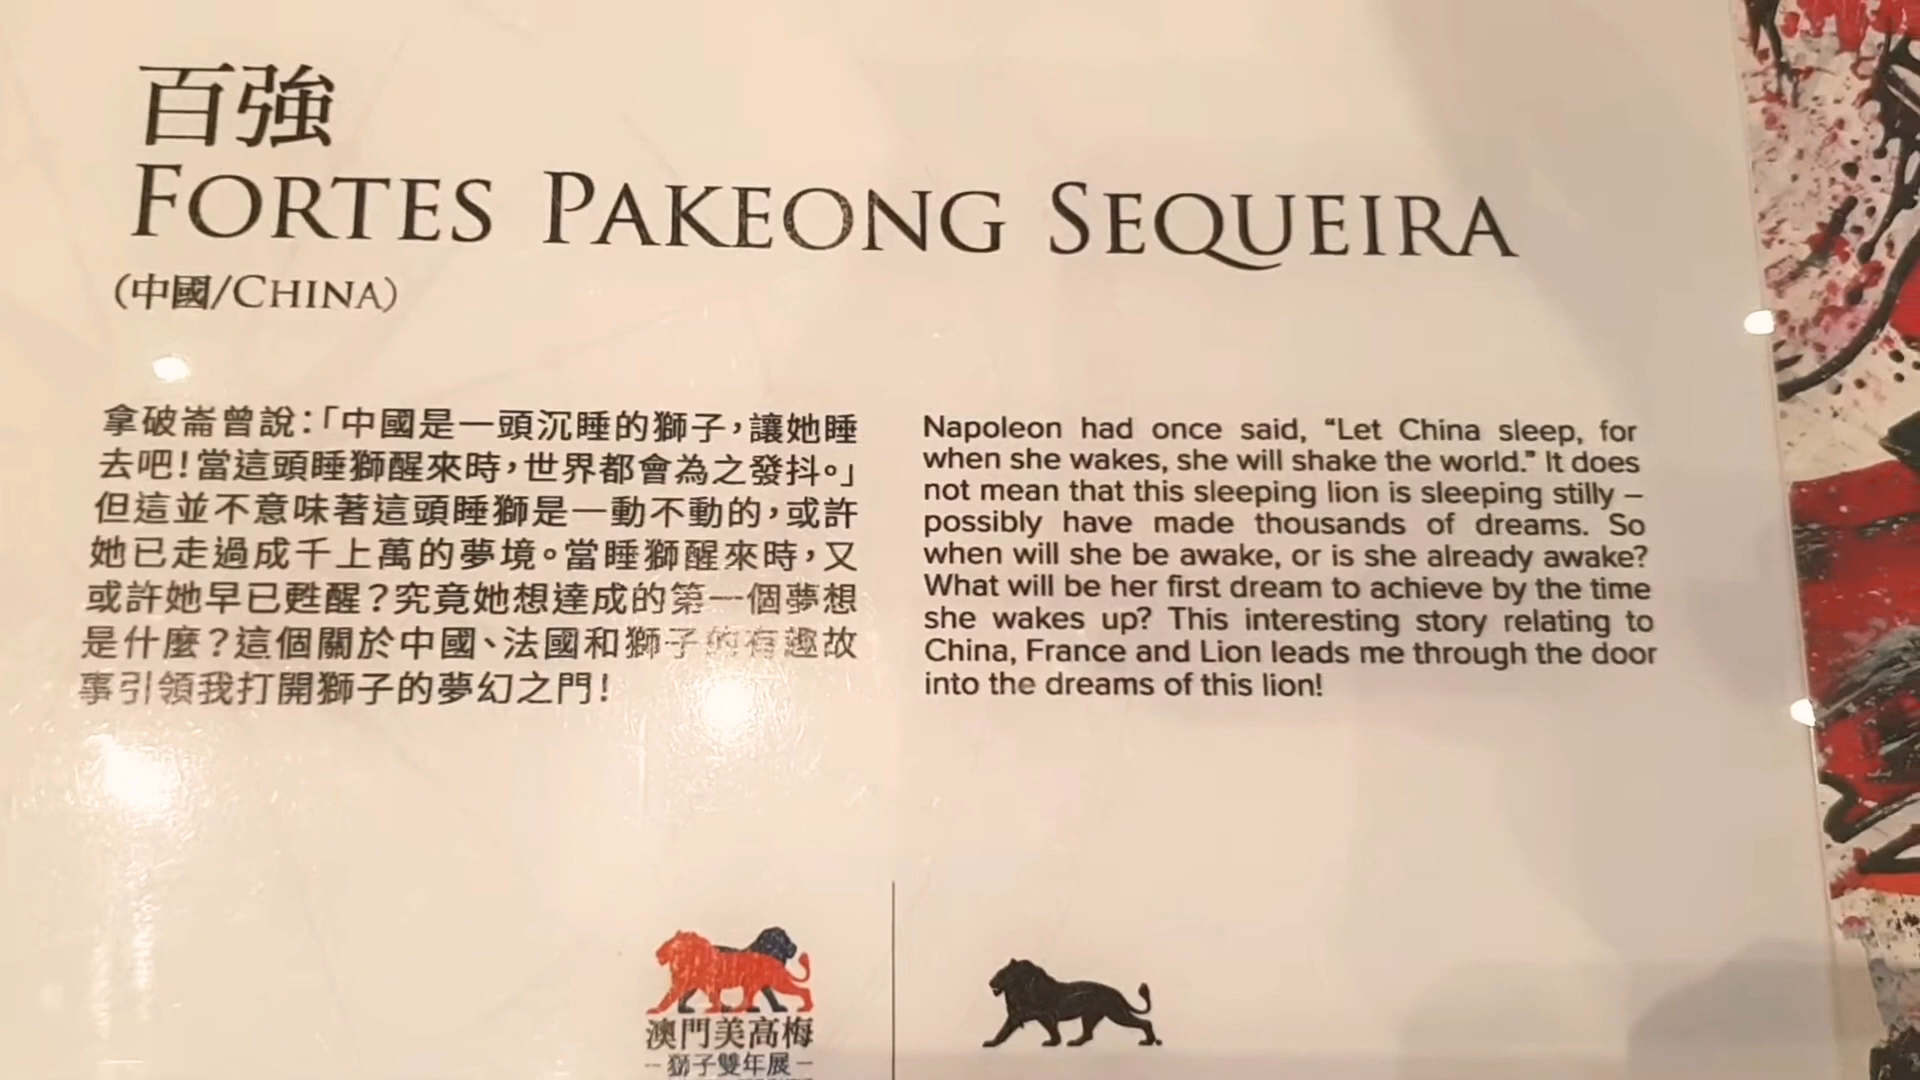 百強
FORTES PAKEONG SEQUEIRA
(中國/CHINA)
拿破崙曾說:「中國是一頭沉睡的獅子,讓她睡
去吧!當這頭睡獅醒來時,世界都會為之發抖。」
但這並不意味著這頭睡獅是一動不動的,或許
她已走過成千上萬的夢境。當睡獅醒來時,又
或許她早已甦醒?究竟她想達成的第一個夢想
是什麼?這個關於中國、法國和獅子的有趣故
事引領我打開獅子的夢幻之門!
Napoleon had once said, “Let China sleep, for
when she wakes, she will shake the world.” It does
not mean that this sleeping lion is sleeping stilly –
possibly have made thousands of dreams. So
when will she be awake, or is she already awake?
What will be her first dream to achieve by the time
she wakes up? This interesting story relating to
China, France and Lion leads me through the door
into the dreams of this lion!
澳門美高梅
–獅子雙年展–